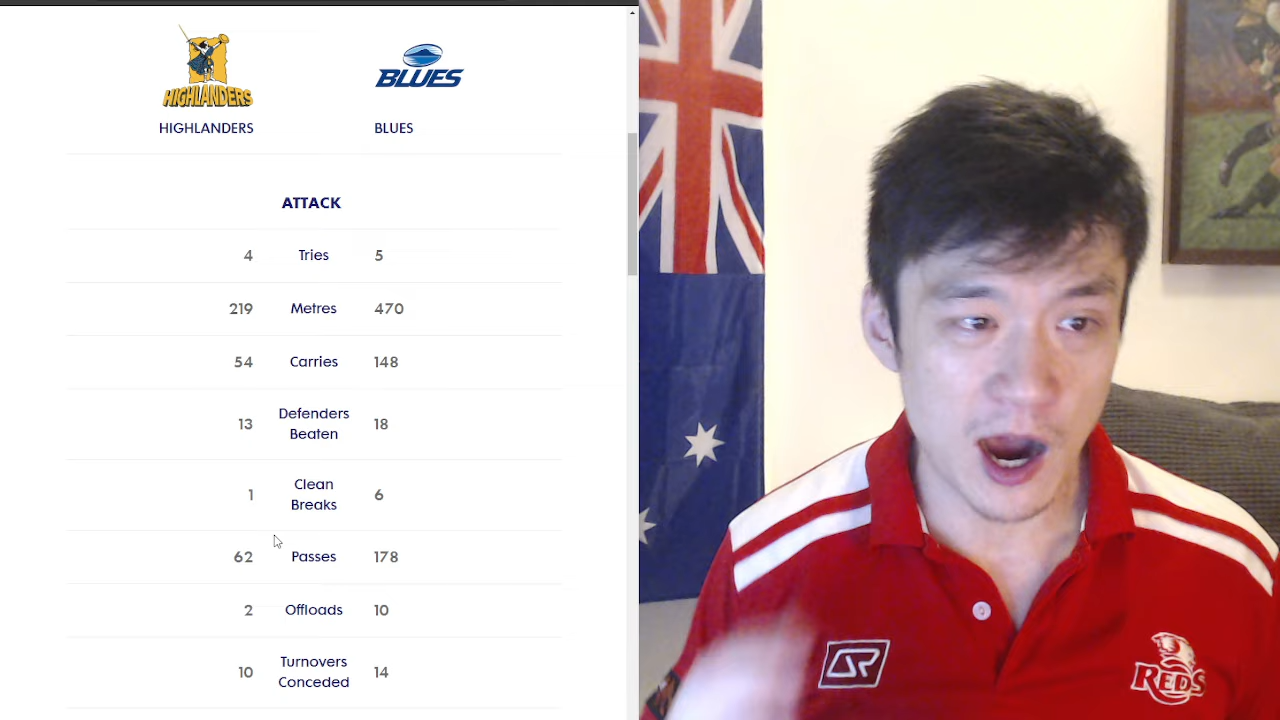 HIGHLANDERS
BLUES
HIGHLANDERS
BLUES
ATTACK
4 Tries 5
219 Metres 470
54 Carries 148
13 Defenders Beaten 18
1 Clean Breaks 6
62 Passes 178
2 Offloads 10
10 Turnovers Conceded 14
REDS